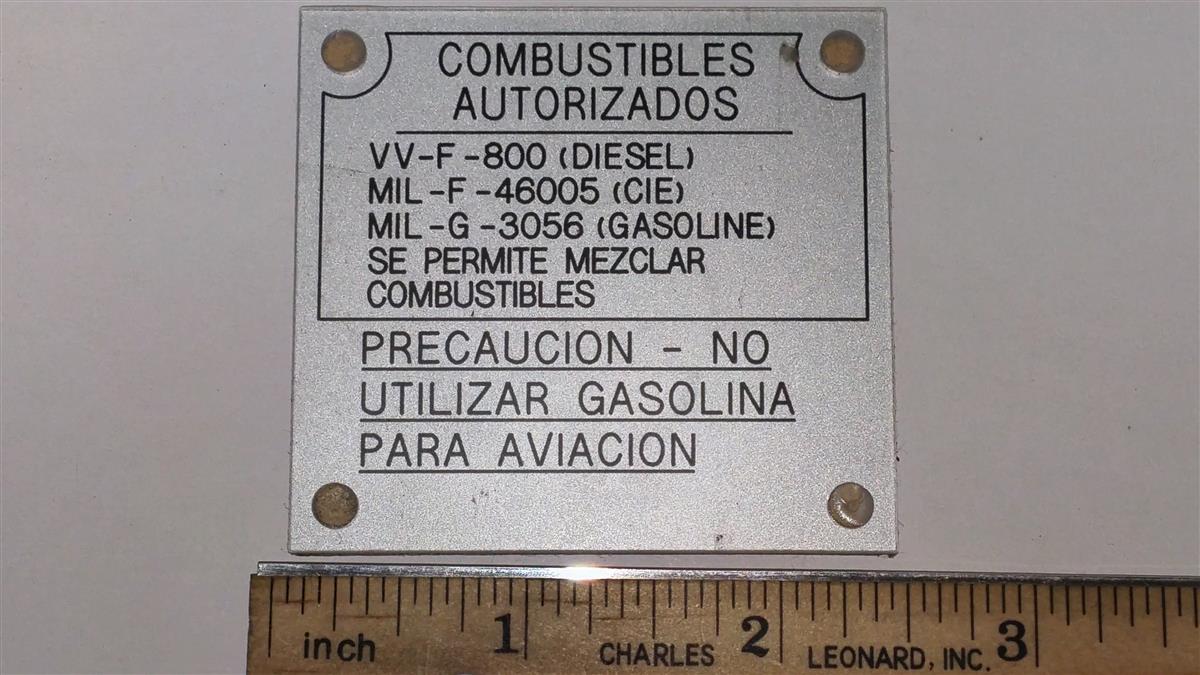 COMBUSTIBLES
AUTORIZADOS
VV-F-800 (DIESEL)
MIL-F-46005 (CIE)
MIL-G-3056 (GASOLINE)
SE PERMITE MEZCLAR
COMBUSTIBLES
PRECAUCION - NO
UTILIZAR GASOLINA
PARA AVIACION
inch 1 2 3
CHARLES LEONARD, INC.